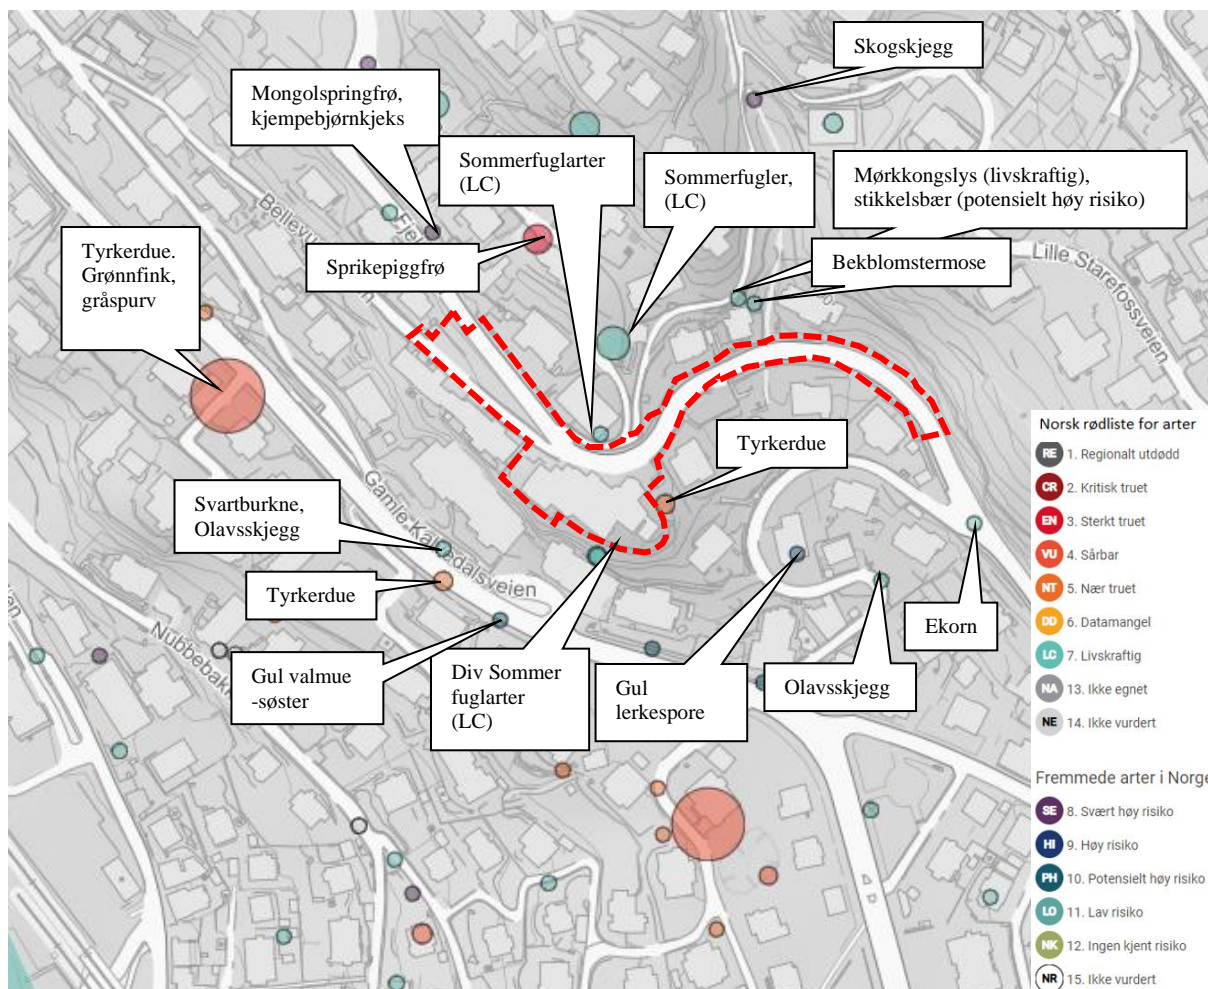 Skogskjegg
Mongolspringfrø,
kjempebjørnkjeks
Sommerfuglarter
(LC)
Sommerfugler,
(LC)
Mørkkongslys (livskraftig),
stikkelsbær (potensielt høy risiko)
Tyrkerdue.
Grønnfink,
gråspurv
Sprikepiggfrø
Bekblomstermose
Lille Starefossveien
Tyrkerdue
Svartburkne,
Olavsskjegg
Gamle Kalvedalsveien
Tyrkerdue
Gul valmue
-søster
Div Sommer
fuglarter
(LC)
Gul
lerkespore
Olavsskjegg
Ekorn
Norsk rødliste for arter
RE 1. Regionalt utdødd
CR 2. Kritisk truet
EN 3. Sterkt truet
VU 4. Sårbar
NT 5. Nær truet
DD 6. Datamangel
LC 7. Livskraftig
NA 13. Ikke egnet
NE 14. Ikke vurdert
Fremmede arter i Norge
SE 8. Svært høy risiko
HI 9. Høy risiko
PH 10. Potensielt høy risiko
LO 11. Lav risiko
NK 12. Ingen kjent risiko
NR 15. Ikke vurdert